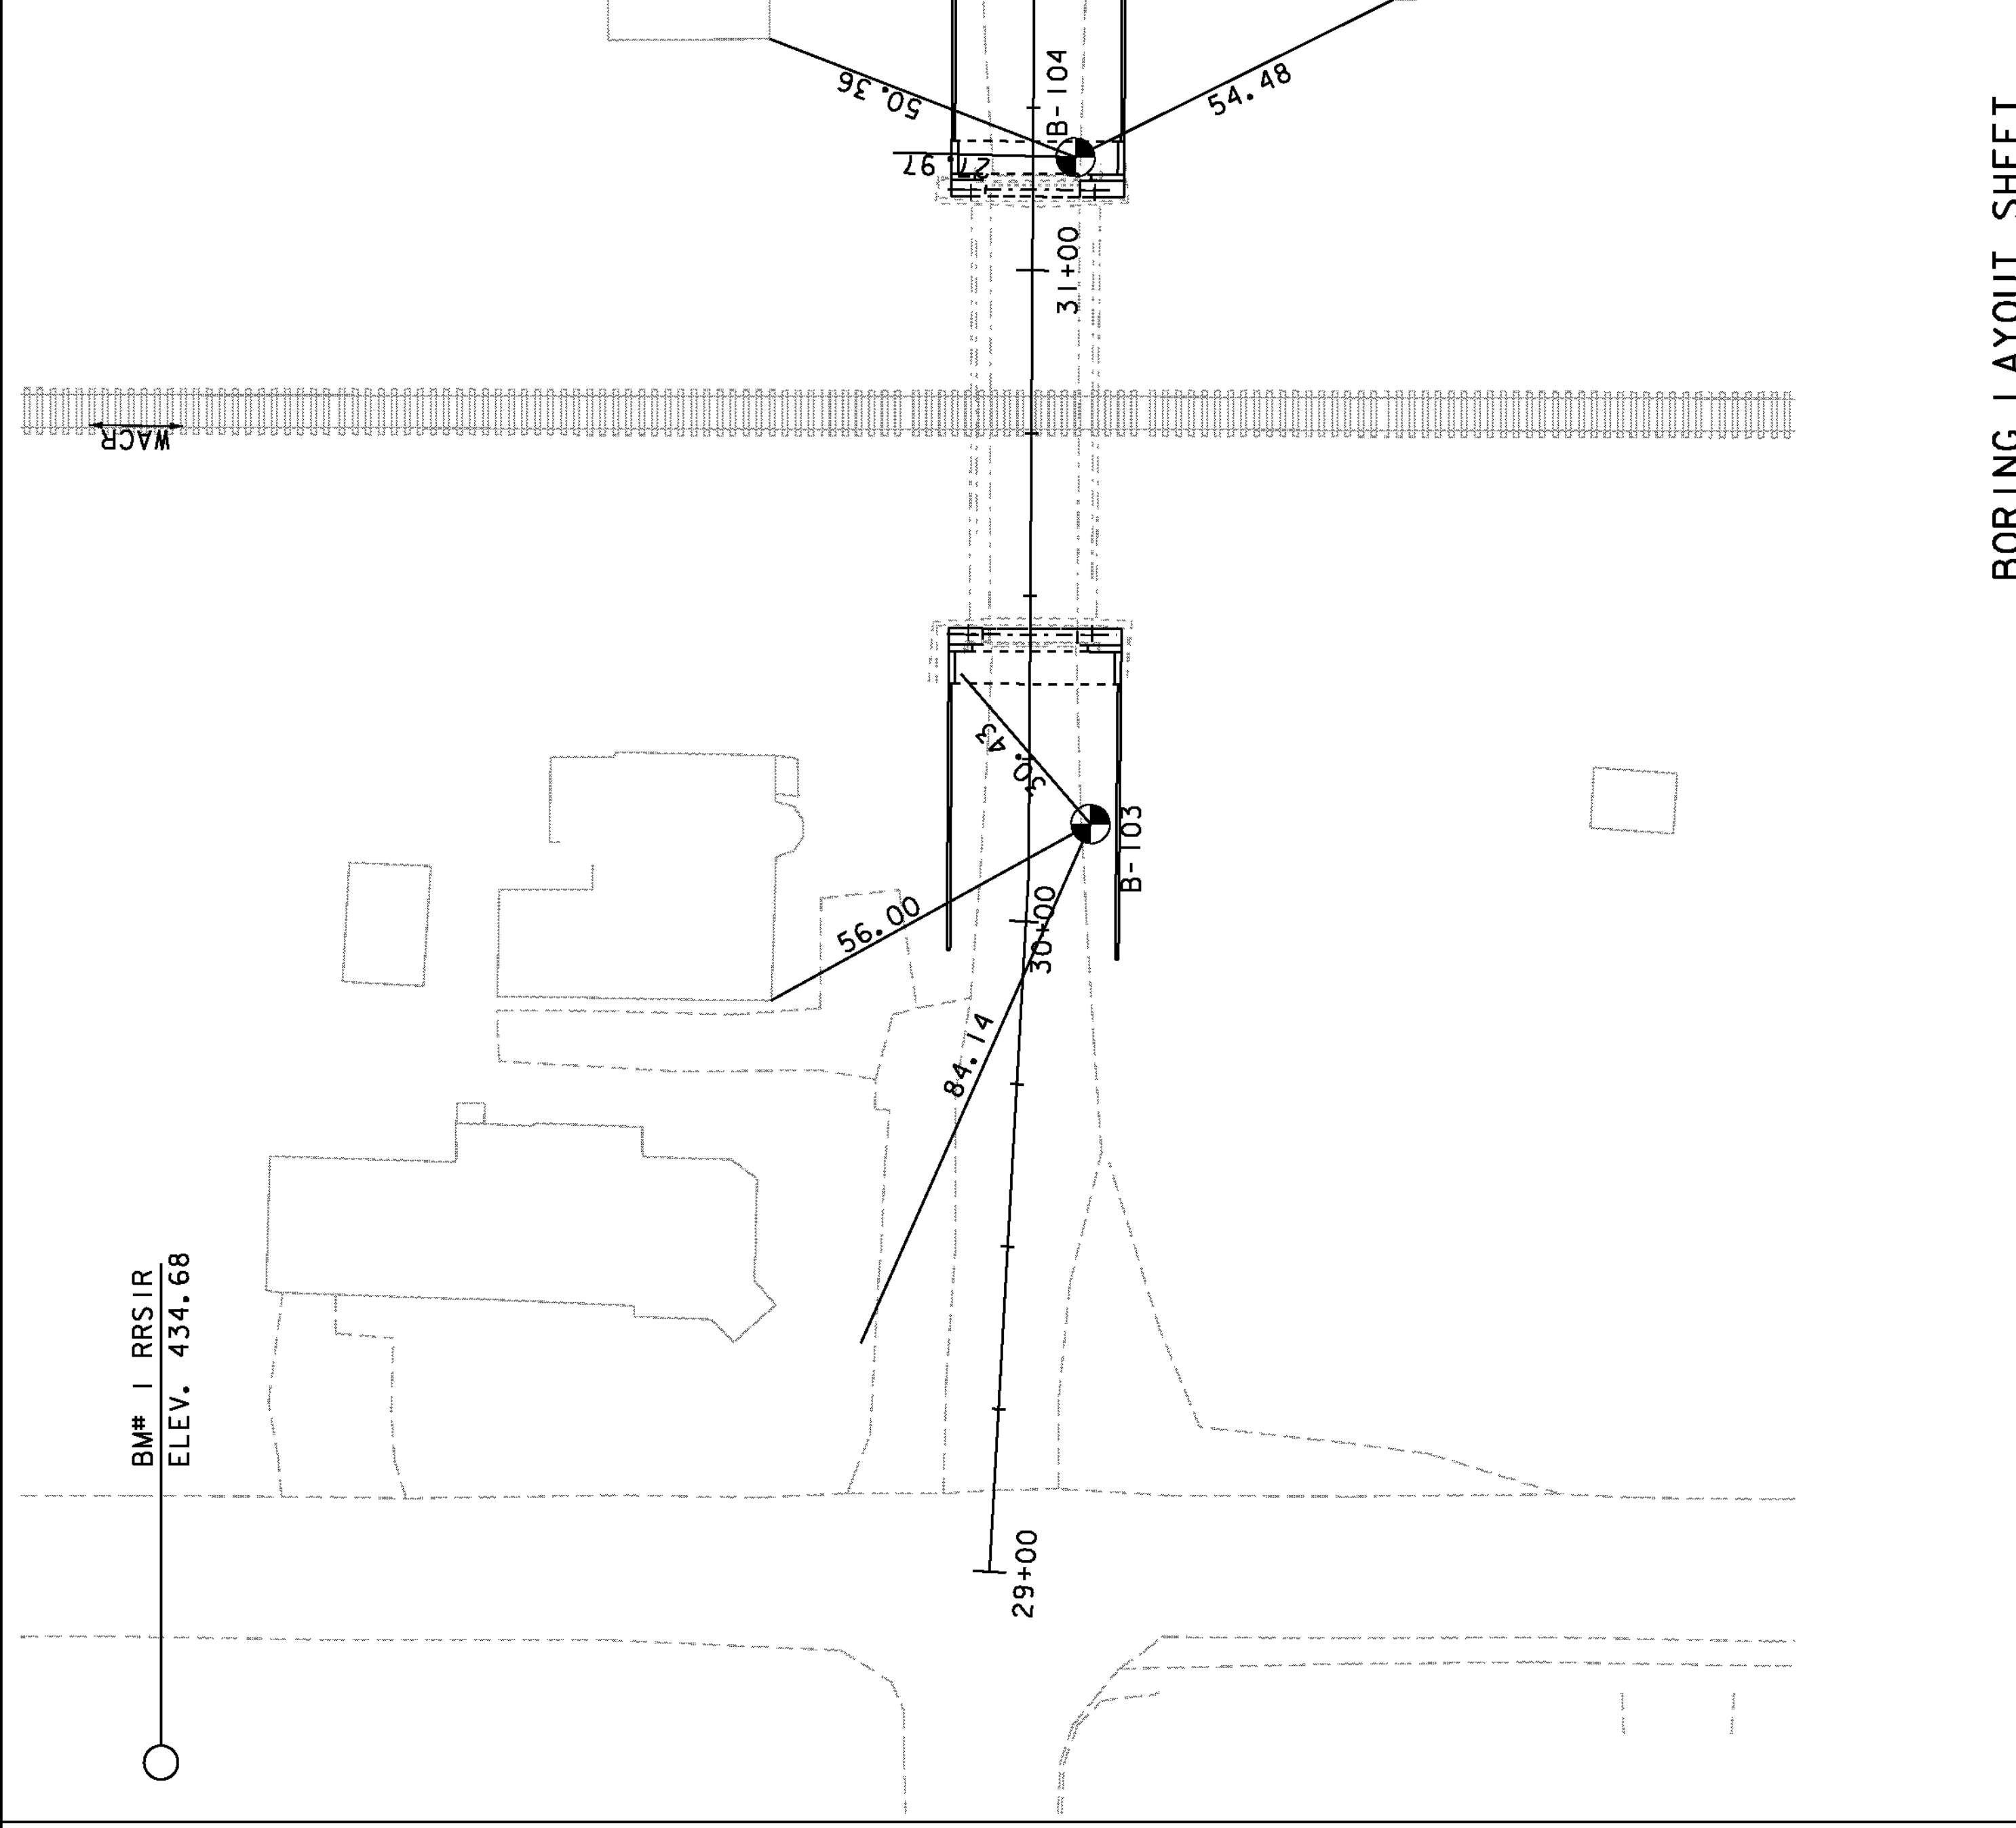 50.36
B-104
54.48
27.97
31+00
WACR
BORING LAYOUT SHEET
30.43
B-103
56.00
30+00
84.14
BM# 1 RRSIR
ELEV. 434.68
29+00